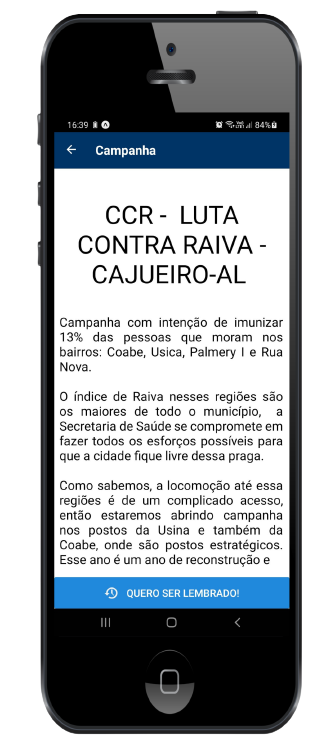 16:39 84%
Campanha
CCR - LUTA
CONTRA RAIVA -
CAJUEIRO-AL
Campanha com intenção de imunizar
13% das pessoas que moram nos
bairros: Coabe, Usica, Palmery I e Rua
Nova.
O índice de Raiva nesses regiões são
os maiores de todo o município, a
Secretaria de Saúde se compromete em
fazer todos os esforços possíveis para
que a cidade fique livre dessa praga.
Como sabemos, a locomoção até essa
regiões é de um complicado acesso,
então estaremos abrindo campanha
nos postos da Usina e também da
Coabe, onde são postos estratégicos.
Esse ano é um ano de reconstrução e
QUERO SER LEMBRADO!